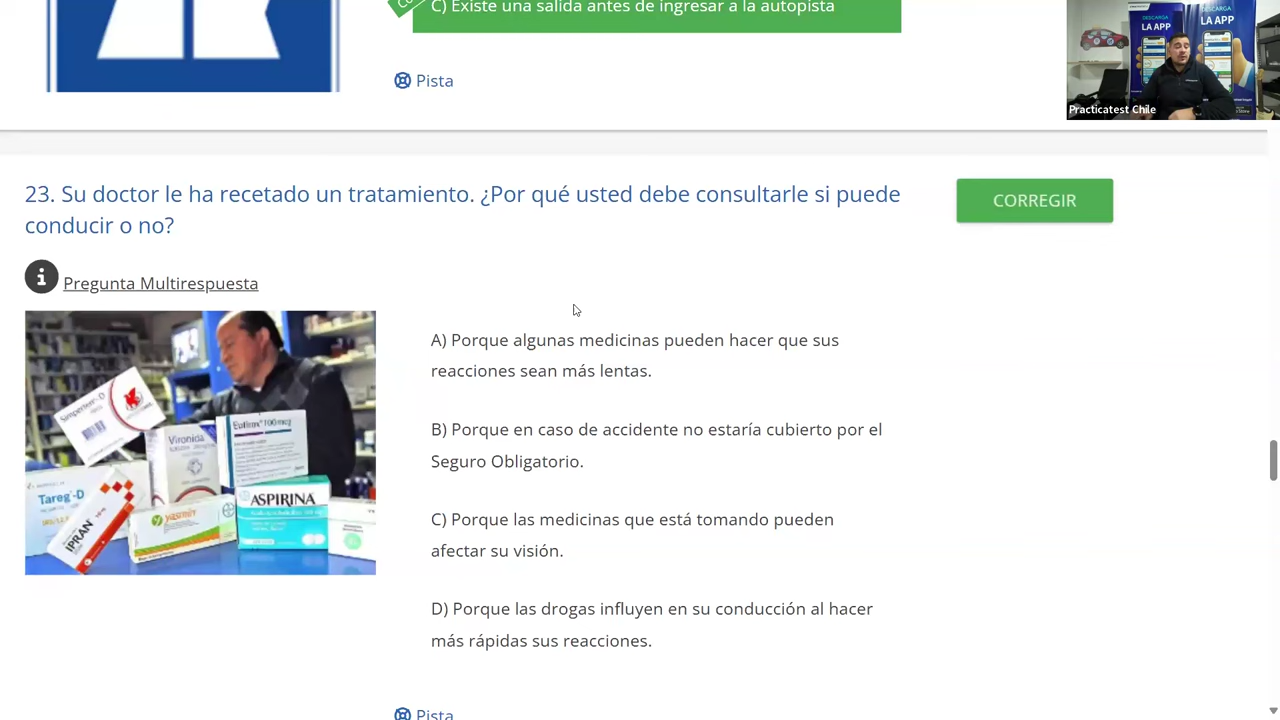 C) Existe una salida antes de ingresar a la autopista
Pista
DESCARGA
LA APP
DESCARGA
LA APP
Practicatest Chile
23. Su doctor le ha recetado un tratamiento. ¿Por qué usted debe consultarle si puede
conducir o no?
CORREGIR
Pregunta Multirespuesta
A) Porque algunas medicinas pueden hacer que sus
reacciones sean más lentas.
B) Porque en caso de accidente no estaría cubierto por el
Seguro Obligatorio.
C) Porque las medicinas que está tomando pueden
afectar su visión.
D) Porque las drogas influyen en su conducción al hacer
más rápidas sus reacciones.
Vironida
Tareg-D
IPRAN
yasmin
ASPIRINA
Pista